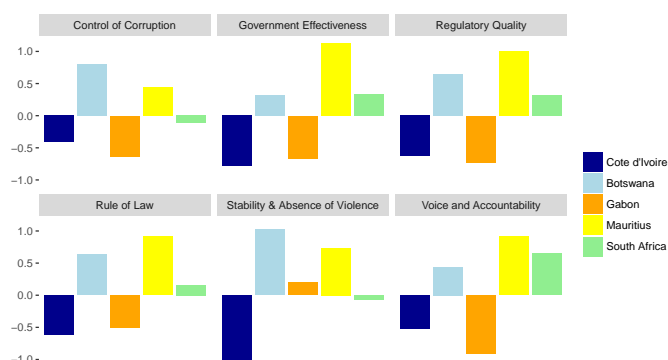 Control of Corruption
Government Effectiveness
Regulatory Quality
1.0
0.5
0.0
−0.5
−1.0
Rule of Law
Stability & Absence of Violence
Voice and Accountability
1.0
0.5
0.0
−0.5
−1.0
Cote d'Ivoire
Botswana
Gabon
Mauritius
South Africa